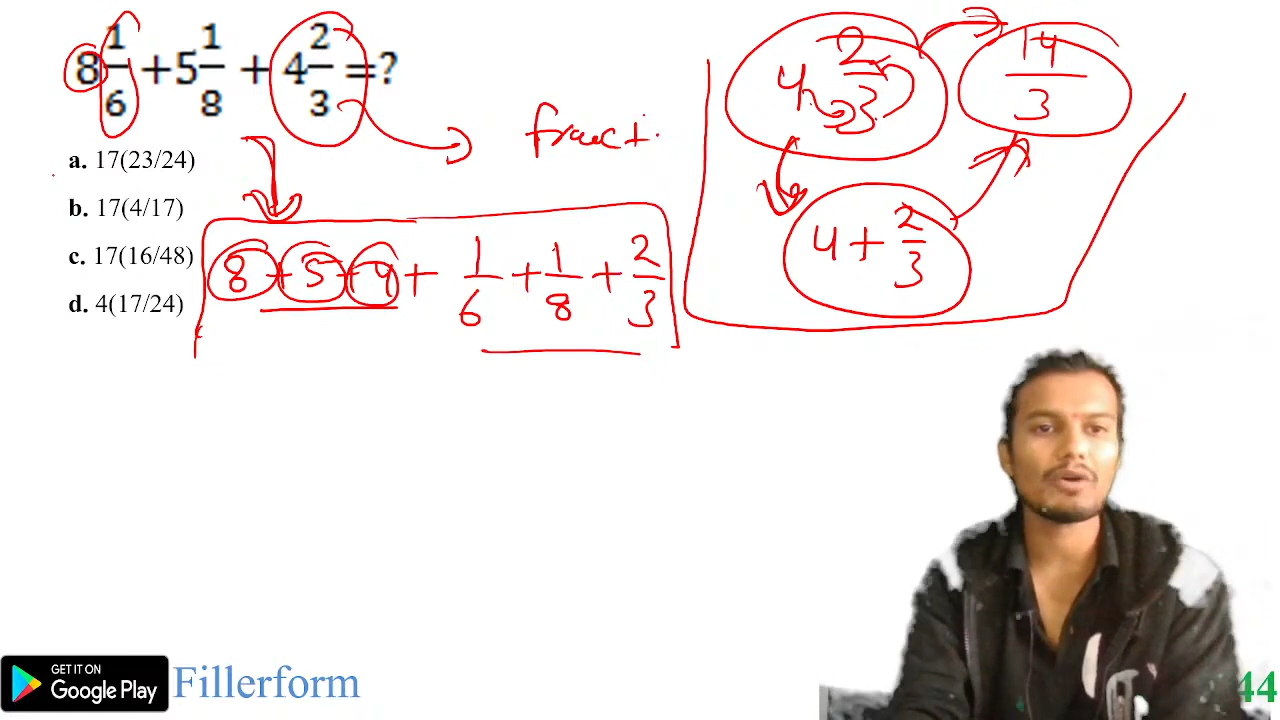 8 1/6 + 5 1/8 + 4 2/3 = ?
a. 17(23/24)
b. 17(4/17)
c. 17(16/48)
d. 4(17/24)
8 + 5 + 4 + 1/6 + 1/8 + 2/3
4 2/3
14/3
4 + 2/3
GET IT ON
Google Play
Fillerform
44